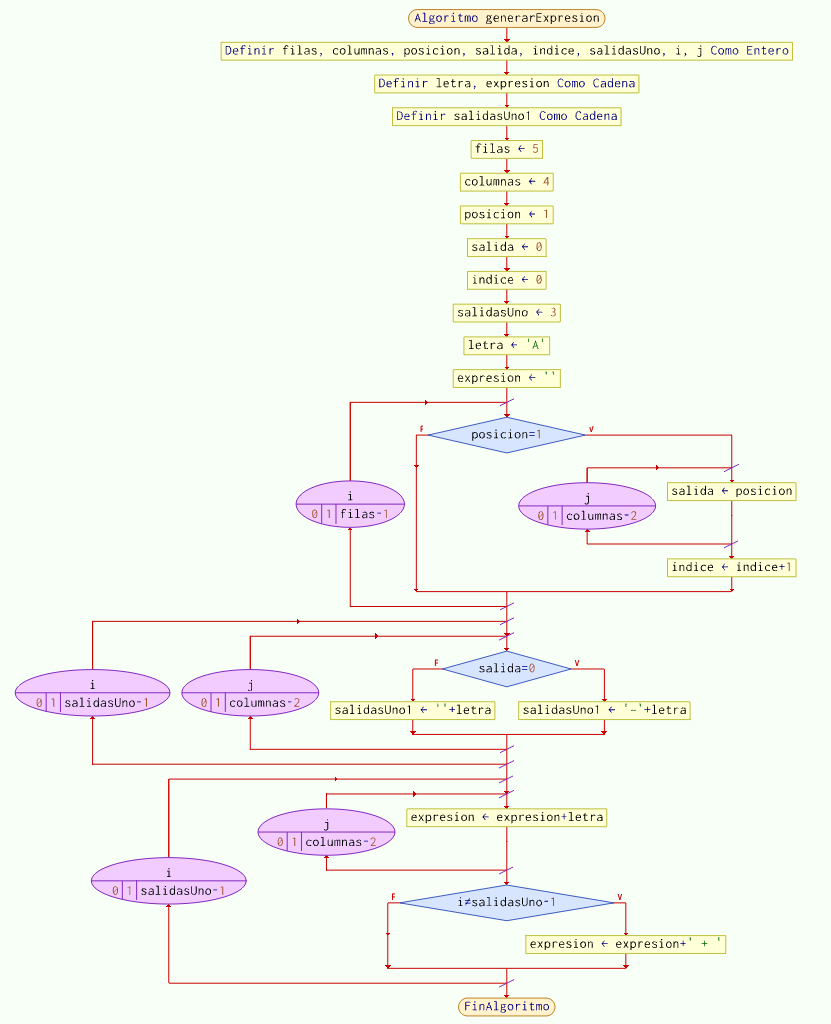 Algoritmo generarExpresion
Definir filas, columnas, posicion, salida, indice, salidasUno, i, j Como Entero
Definir letra, expresion Como Cadena
Definir salidasUno1 Como Cadena
filas ← 5
columnas ← 4
posicion ← 1
salida ← 0
indice ← 0
salidasUno ← 3
letra ← 'A'
expresion ← ''
posicion=1
F
V
i
0 1 filas-1
j
0 1 columnas-2
salida ← posicion
indice ← indice+1
i
0 1 salidasUno-1
j
0 1 columnas-2
salida=0
F
V
salidasUno1 ← ''+letra
salidasUno1 ← '~'+letra
i
0 1 salidasUno-1
j
0 1 columnas-2
expresion ← expresion+letra
i≠salidasUno-1
F
V
expresion ← expresion+' + '
FinAlgoritmo